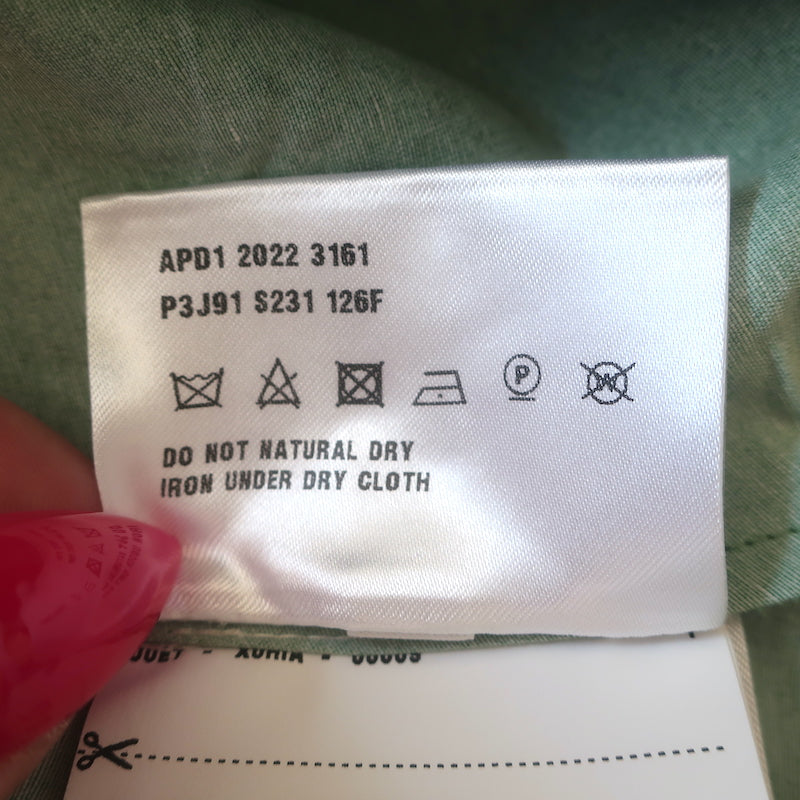 APD1 2022 3161
P3J91 S231 126F
P W
DO NOT NATURAL DRY
IRON UNDER DRY CLOTH